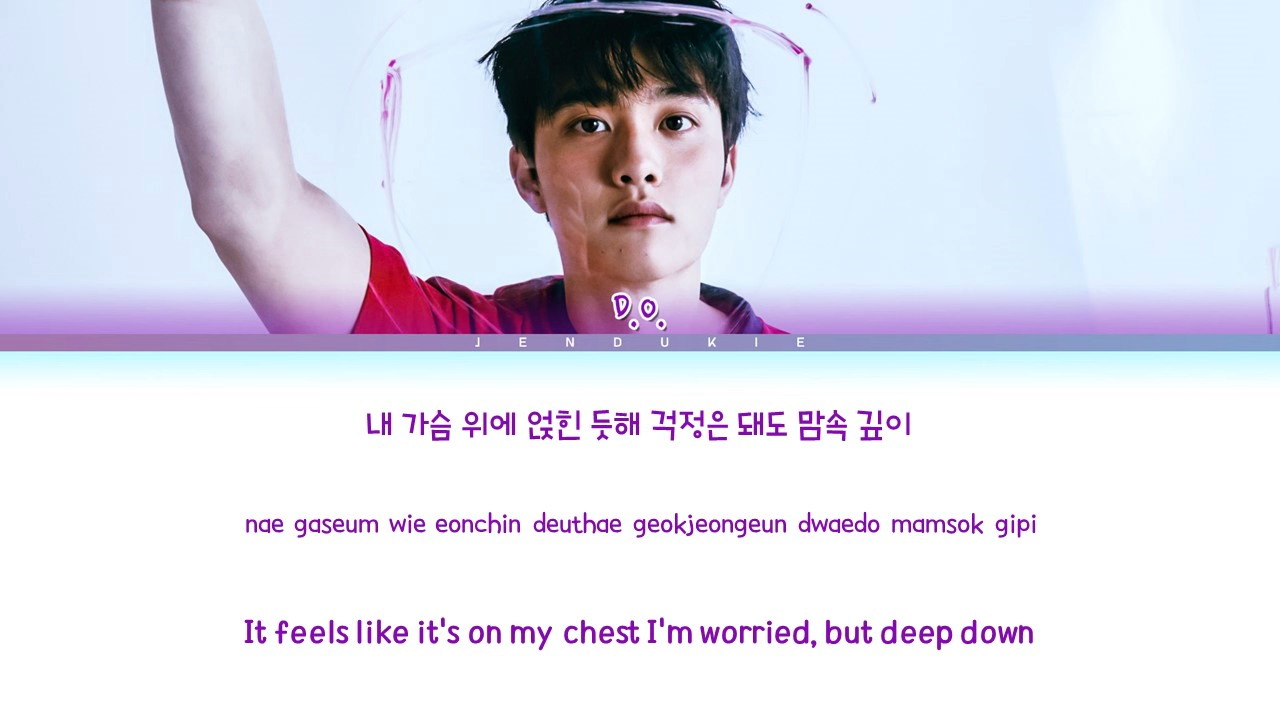 D.O.
JENDUKIE
내 가슴 위에 얹힌 듯해 걱정은 돼도 맘속 깊이
nae gaseum wie eonchin deuthae geokjeongeun dwaedo mamsok gipi
It feels like it's on my chest I'm worried, but deep down